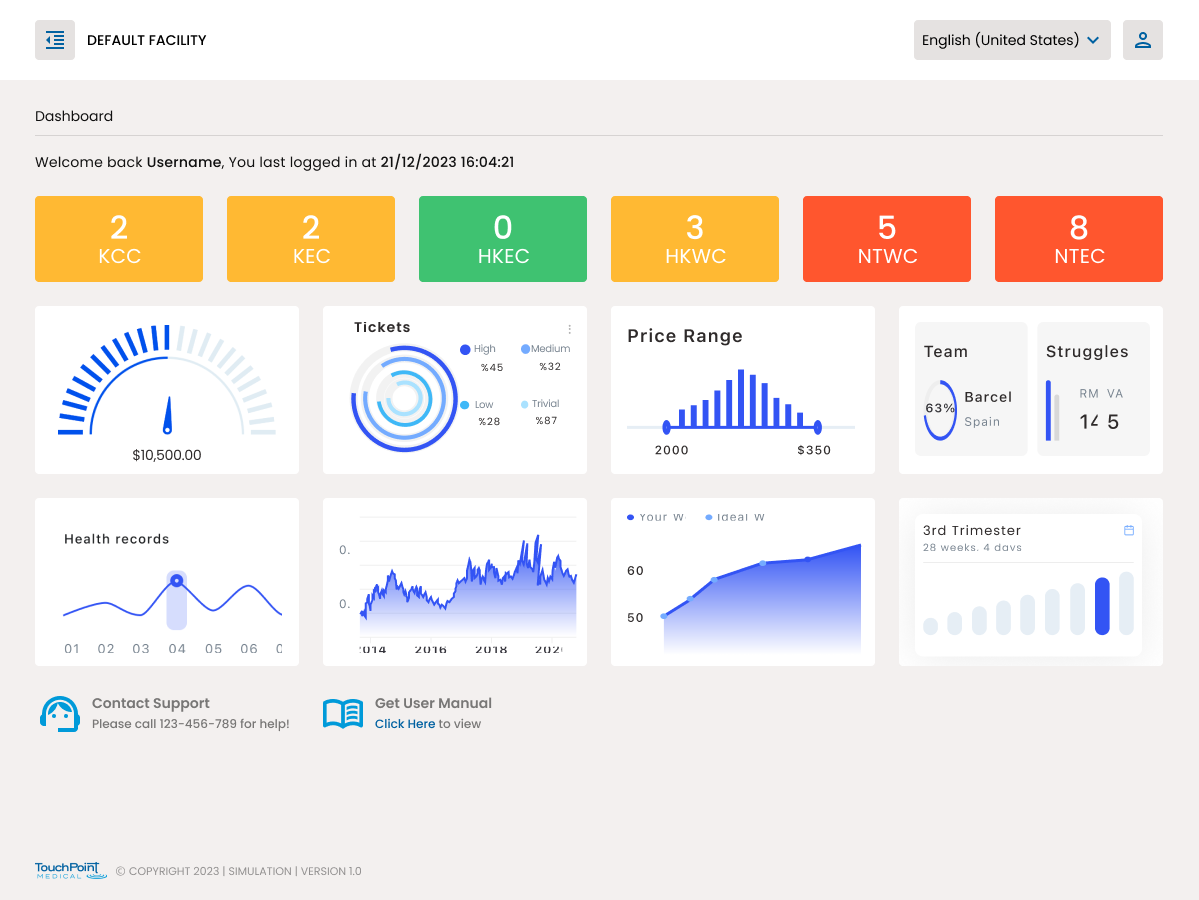 DEFAULT FACILITY
English (United States)
Dashboard
Welcome back Username, You last logged in at 21/12/2023 16:04:21
2
KCC
2
KEC
0
HKEC
3
HKWC
5
NTWC
8
NTEC
$10,500.00
Tickets
High
%45
Medium
%32
Low
%28
Trivial
%87
Price Range
2000
$350
Team
63%
Barcel
Spain
Struggles
RM VA
5
Health records
01 02 03 04 05 06
0.
0.
2014 2016 2018
Your W
Ideal W
60
50
3rd Trimester
28 weeks, 4 days
Contact Support
Please call 123-456-789 for help!
Get User Manual
Click Here to view
TouchPoint
MEDICAL
© COPYRIGHT 2023 | SIMULATION | VERSION 1.0